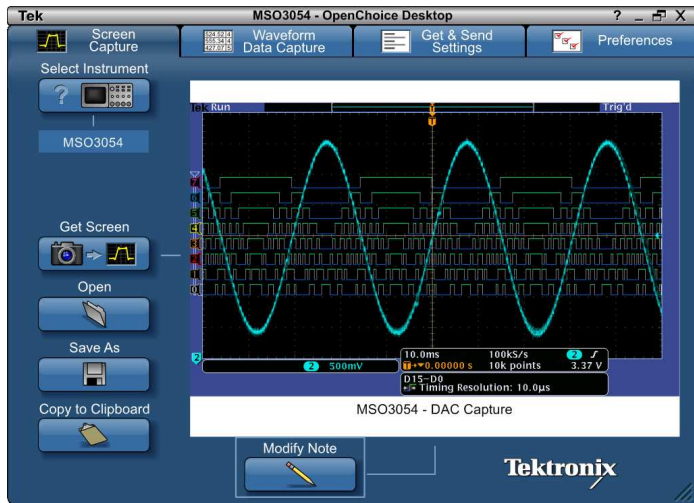 Tek
MSO3054 - OpenChoice Desktop
Screen
Capture
Waveform
Data Capture
Get & Send
Settings
Preferences
Select Instrument
?
MSO3054
Get Screen
Open
Save As
Copy to Clipboard
Tek Run
Trig'd
2
2 500mV
10.0ms
100kS/s
2
0.00000 s
10k points
3.37 V
D15-D0
Timing Resolution: 10.0µs
MSO3054 - DAC Capture
Modify Note
Tektronix